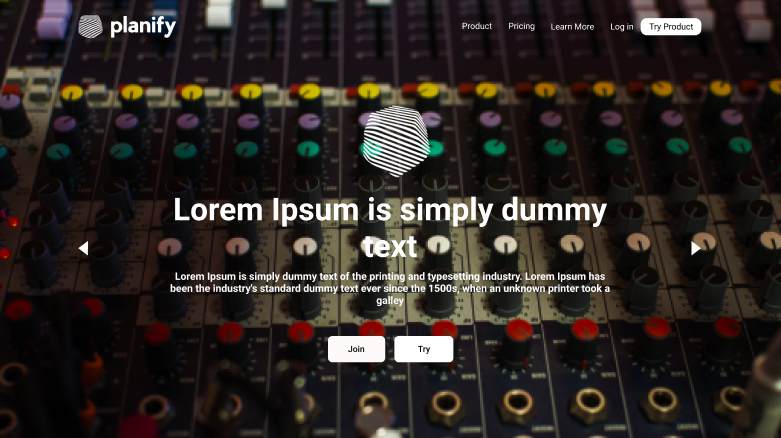 planify
Product
Pricing
Learn More
Log in
Try Product
Lorem Ipsum is simply dummy
text
Lorem Ipsum is simply dummy text of the printing and typesetting industry. Lorem Ipsum has
been the industry's standard dummy text ever since the 1500s, when an unknown printer took a
galley
Join
Try